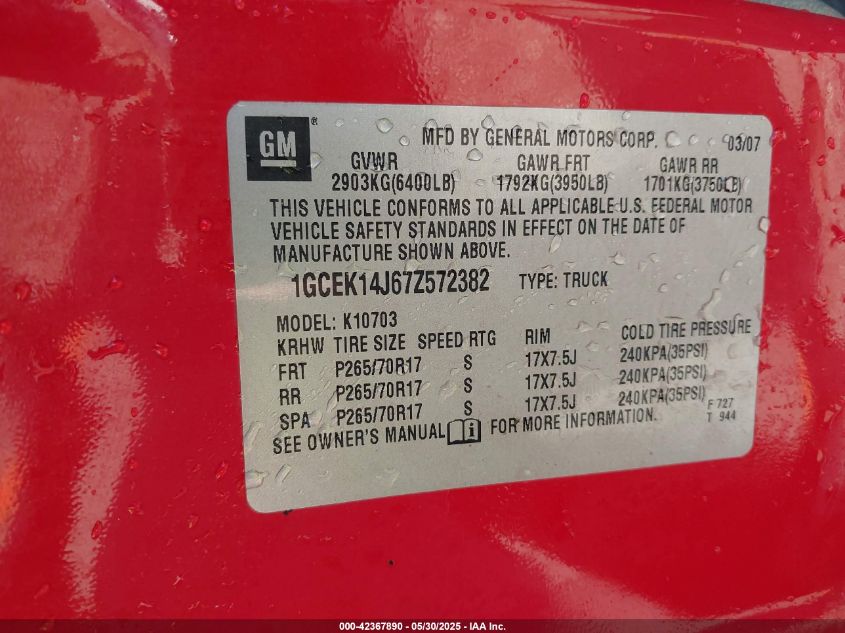 GM® MFD BY GENERAL MOTORS CORP. 03/07
GVWR GAWR FRT GAWR RR
2903KG(6400LB) 1792KG(3950LB) 1701KG(3750LB)
THIS VEHICLE CONFORMS TO ALL APPLICABLE U.S. FEDERAL MOTOR
VEHICLE SAFETY STANDARDS IN EFFECT ON THE DATE OF
MANUFACTURE SHOWN ABOVE.
1GCEK14J67Z572382 TYPE: TRUCK
MODEL: K10703
KRHW TIRE SIZE SPEED RTG RIM COLD TIRE PRESSURE
FRT P265/70R17 S 17X7.5J 240KPA(35PSI)
RR P265/70R17 S 17X7.5J 240KPA(35PSI)
SPA P265/70R17 S 17X7.5J 240KPA(35PSI)
SEE OWNER'S MANUAL i FOR MORE INFORMATION. F 727
T 944
000-42367890 - 05/30/2025 - IAA Inc.